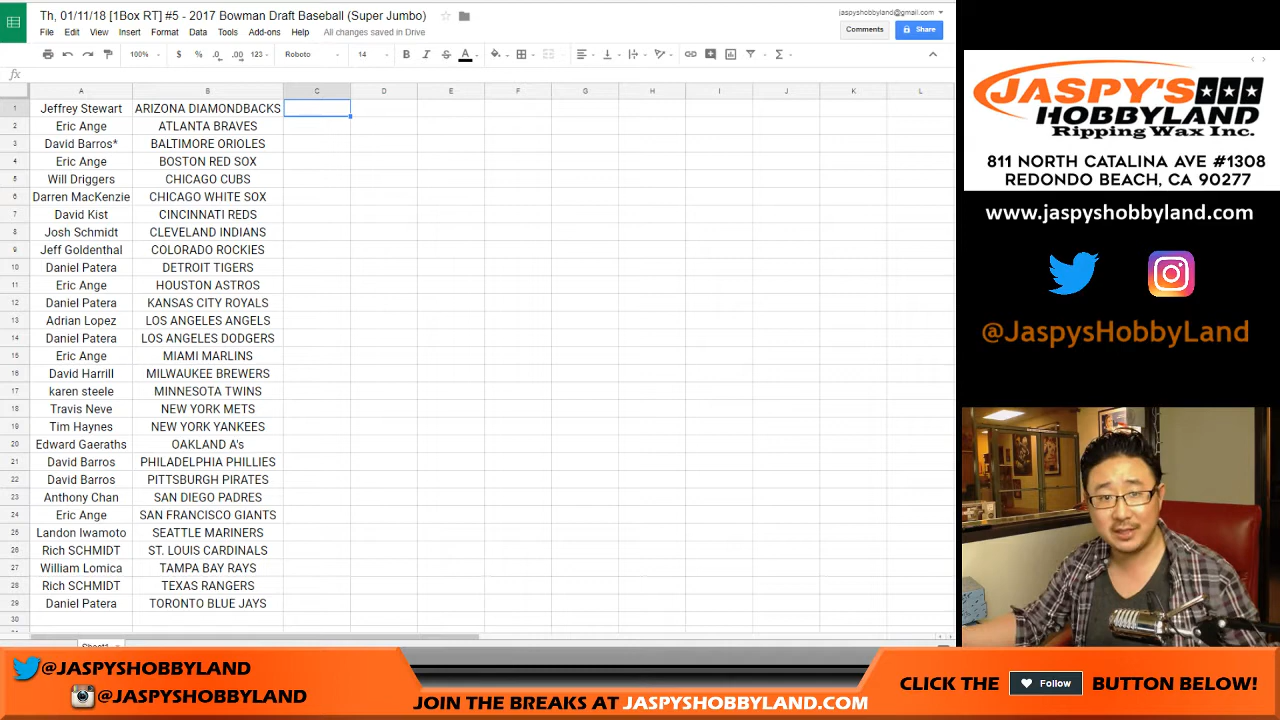 Th, 01/11/18 [1Box RT] #5 - 2017 Bowman Draft Baseball (Super Jumbo)
jaspyshobbyland@gmail.com
File Edit View Insert Format Data Tools Add-ons Help All changes saved in Drive
Comments Share
100% $ % .0 .00 123 Roboto 14 B I S A
fx
A B C D E F G H I J K L
1 Jeffrey Stewart ARIZONA DIAMONDBACKS
2 Eric Ange ATLANTA BRAVES
3 David Barros* BALTIMORE ORIOLES
4 Eric Ange BOSTON RED SOX
5 Will Driggers CHICAGO CUBS
6 Darren MacKenzie CHICAGO WHITE SOX
7 David Kist CINCINNATI REDS
8 Josh Schmidt CLEVELAND INDIANS
9 Jeff Goldenthal COLORADO ROCKIES
10 Daniel Patera DETROIT TIGERS
11 Eric Ange HOUSTON ASTROS
12 Daniel Patera KANSAS CITY ROYALS
13 Adrian Lopez LOS ANGELES ANGELS
14 Daniel Patera LOS ANGELES DODGERS
15 Eric Ange MIAMI MARLINS
16 David Harrill MILWAUKEE BREWERS
17 karen steele MINNESOTA TWINS
18 Travis Neve NEW YORK METS
19 Tim Haynes NEW YORK YANKEES
20 Edward Gaeraths OAKLAND A's
21 David Barros PHILADELPHIA PHILLIES
22 David Barros PITTSBURGH PIRATES
23 Anthony Chan SAN DIEGO PADRES
24 Eric Ange SAN FRANCISCO GIANTS
25 Landon Iwamoto SEATTLE MARINERS
26 Rich SCHMIDT ST. LOUIS CARDINALS
27 William Lomica TAMPA BAY RAYS
28 Rich SCHMIDT TEXAS RANGERS
29 Daniel Patera TORONTO BLUE JAYS
30
Sheet1
JASPY'S
HOBBYLAND
Ripping Wax Inc.
811 NORTH CATALINA AVE #1308
REDONDO BEACH, CA 90277
www.jaspyshobbyland.com
@JaspysHobbyLand
@JASPYSHOBBYLAND
@JASPYSHOBBYLAND
JOIN THE BREAKS AT JASPYSHOBBYLAND.COM
CLICK THE Follow BUTTON BELOW!